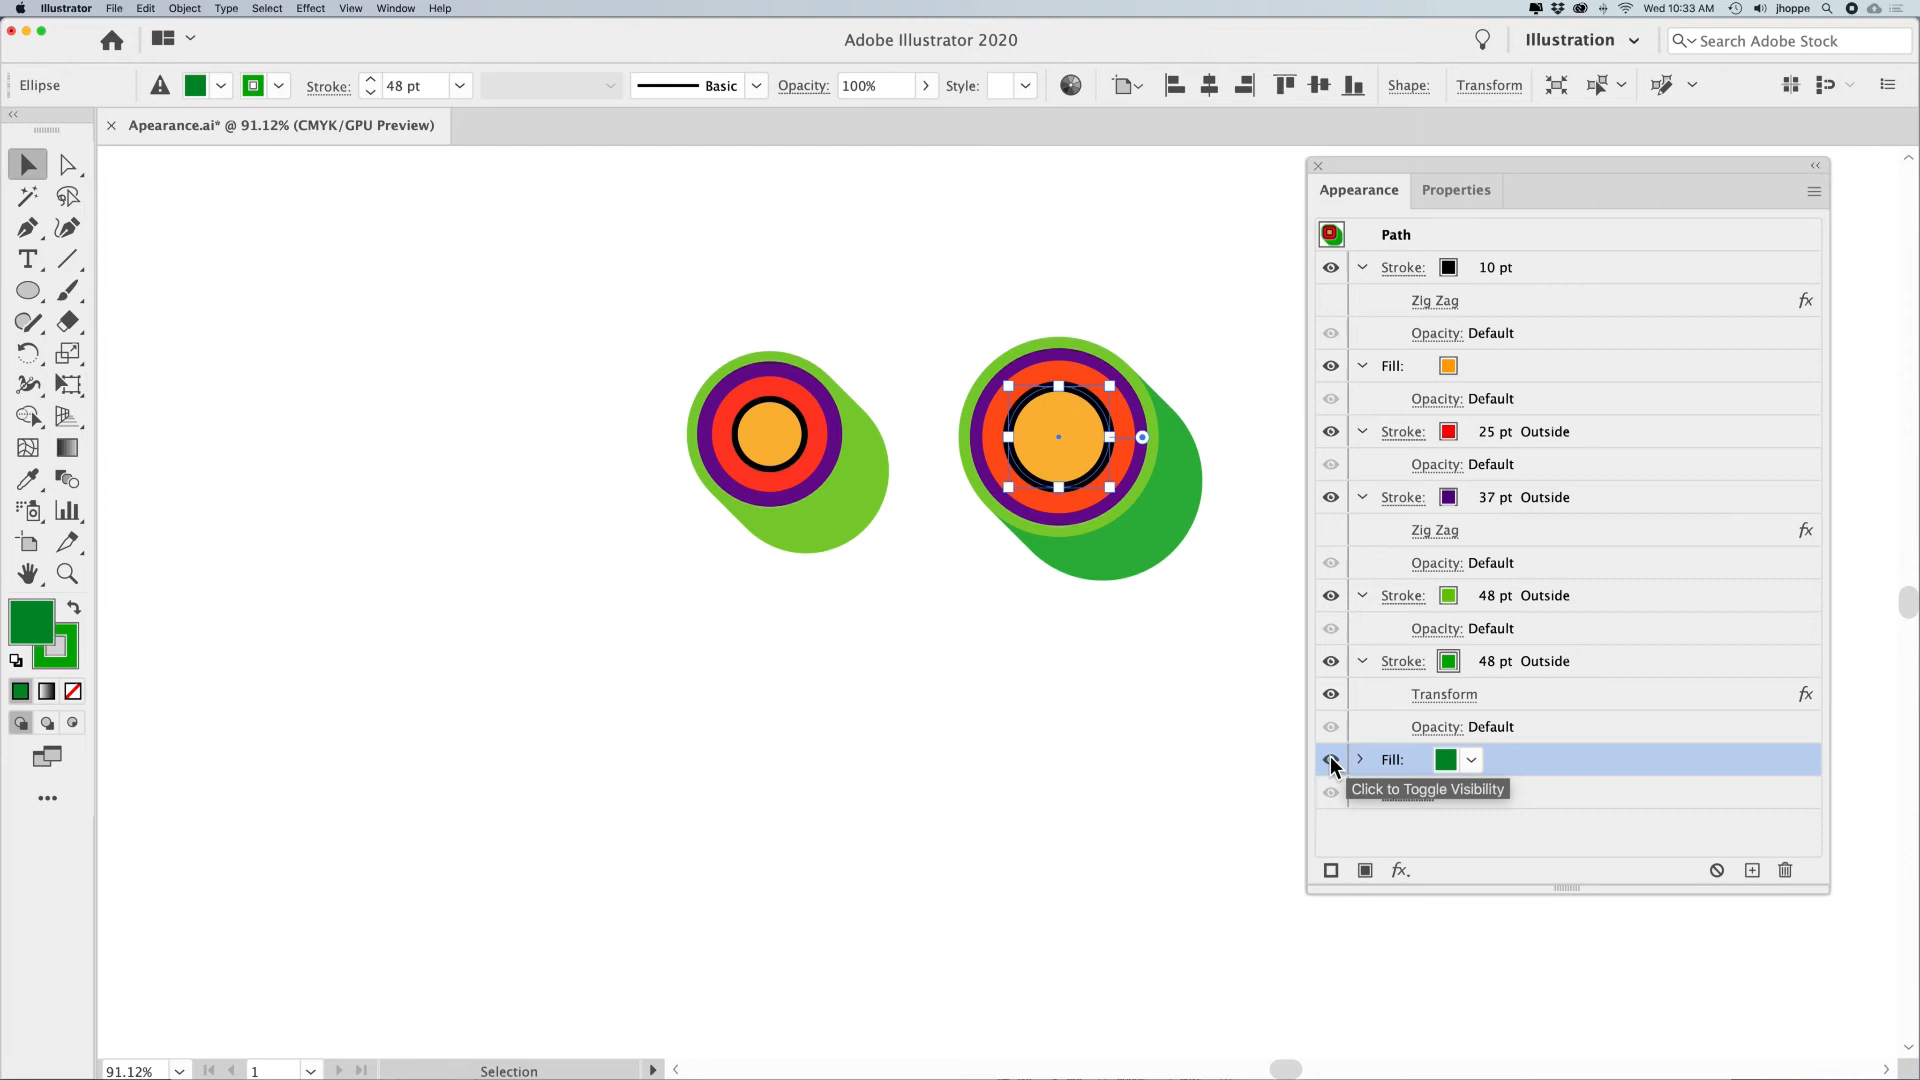 Illustrator File Edit Object Type Select Effect View Window Help Wed 10:33 AM jhoppe
Adobe Illustrator 2020 Illustration Search Adobe Stock
Ellipse Stroke: 48 pt Basic Opacity: 100% Style: Shape: Transform
Apearance.ai* @ 91.12% (CMYK/GPU Preview)
Appearance Properties
Path
Stroke: 10 pt
Zig Zag fx
Opacity: Default
Fill:
Opacity: Default
Stroke: 25 pt Outside
Opacity: Default
Stroke: 37 pt Outside
Zig Zag fx
Opacity: Default
Stroke: 48 pt Outside
Opacity: Default
Stroke: 48 pt Outside
Transform fx
Opacity: Default
Fill:
Click to Toggle Visibility
fx.
91.12% 1 Selection